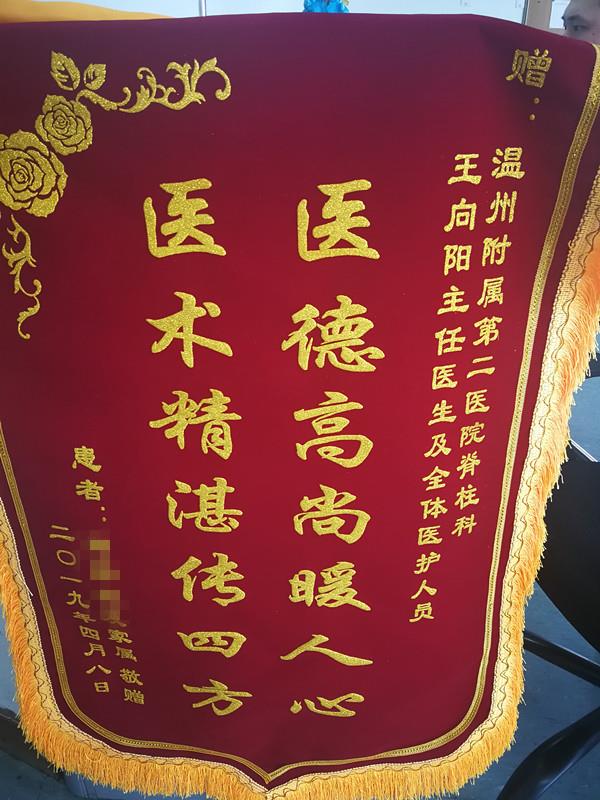 赠：
温州附属第二医院脊柱科
王向阳主任医生及全体医护人员
医德高尚暖人心
医术精湛传四方
患者：
家属 敬赠
二〇一九年四月八日